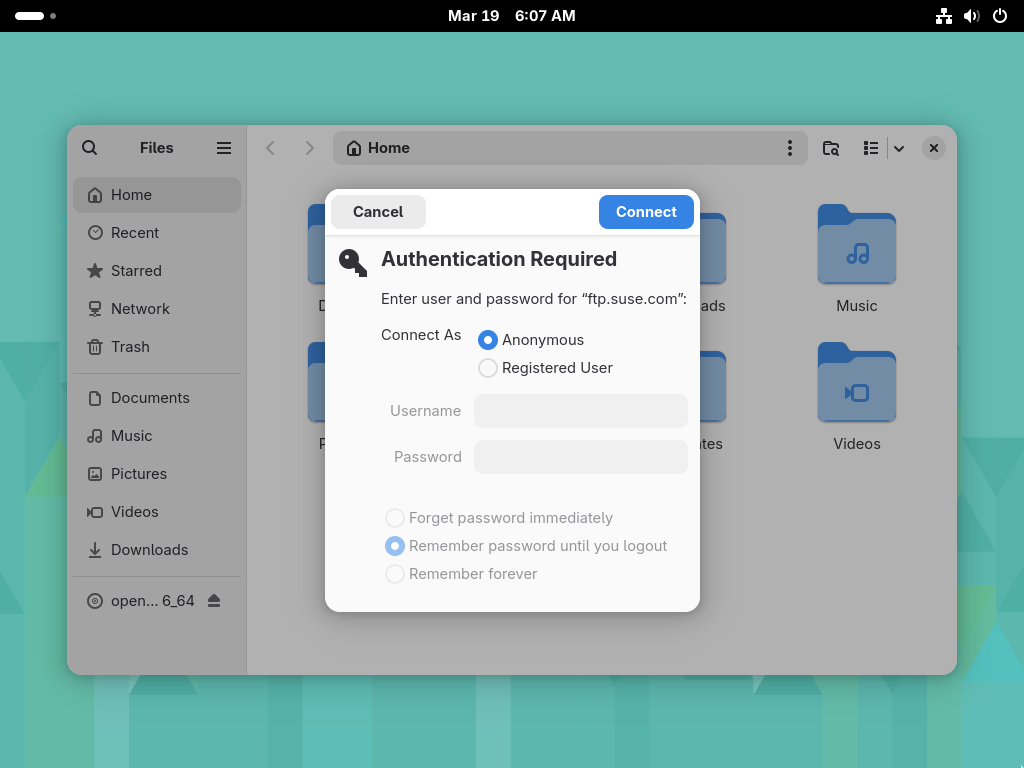 Mar 19 6:07 AM
Files
Home
Home
Recent
Starred
Network
Trash
Documents
Music
Pictures
Videos
Downloads
open... 6_64
Music
Videos
Cancel
Connect
Authentication Required
Enter user and password for “ftp.suse.com”:
Connect As
Anonymous
Registered User
Username
Password
Forget password immediately
Remember password until you logout
Remember forever